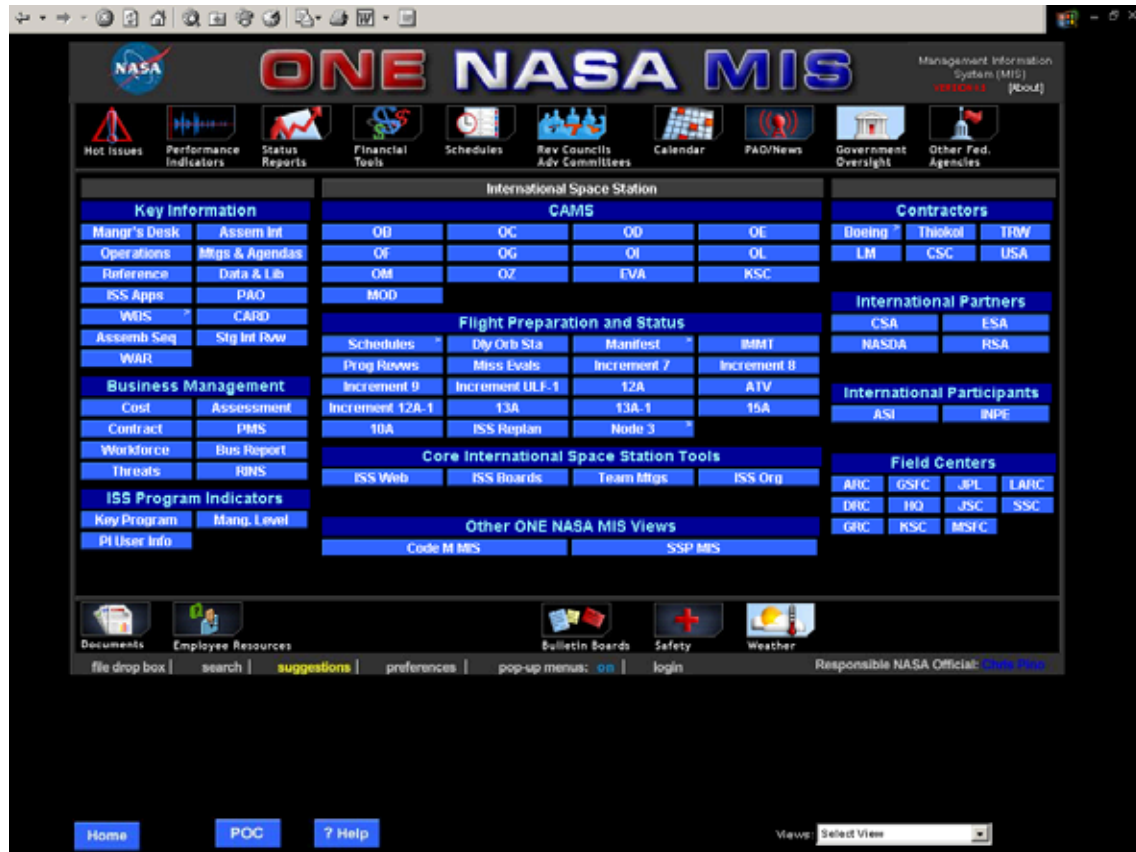 NASA
ONE NASA MIS
Management Information
System (MIS)
[About]
Hot Issues
Performance
Indicators
Status
Reports
Financial
Tools
Schedules
Rev Councils
Adv Committees
Calendar
PAO/News
Government
Oversight
Other Fed.
Agencies
International Space Station
Key Information
Mangr's Desk Assem Int
Operations Mtgs & Agendas
Reference Data & Lib
ISS Apps PAO
WBS CARD
Assemb Seq Stg Int Rvw
WAR
Business Management
Cost Assessment
Contract PMS
Workforce Bus Report
Threats RINS
ISS Program Indicators
Key Program Mang. Level
PI User Info
CAMS
OB OC OD OE
OF OG OI OL
OM OZ EVA KSC
MOD
Flight Preparation and Status
Schedules Dly Orb Sta Manifest IMMT
Prog Revws Miss Evals Increment 7 Increment 8
Increment 9 Increment ULF-1 12A ATV
Increment 12A-1 13A 13A-1 15A
10A ISS Replan Node 3
Core International Space Station Tools
ISS Web ISS Boards Team Mtgs ISS Org
Other ONE NASA MIS Views
Code M MIS SSP MIS
Contractors
Boeing Thiokol TRW
LM CSC USA
International Partners
CSA ESA
NASDA RSA
International Participants
ASI INPE
Field Centers
ARC GSFC JPL LARC
DRC HQ JSC SSC
GRC KSC MSFC
Documents
Employee Resources
Bulletin Boards
Safety
Weather
file drop box | search | suggestions | preferences | pop-up menus: on | login
Responsible NASA Official: Chris Pino
Home POC ? Help
Views: Select View